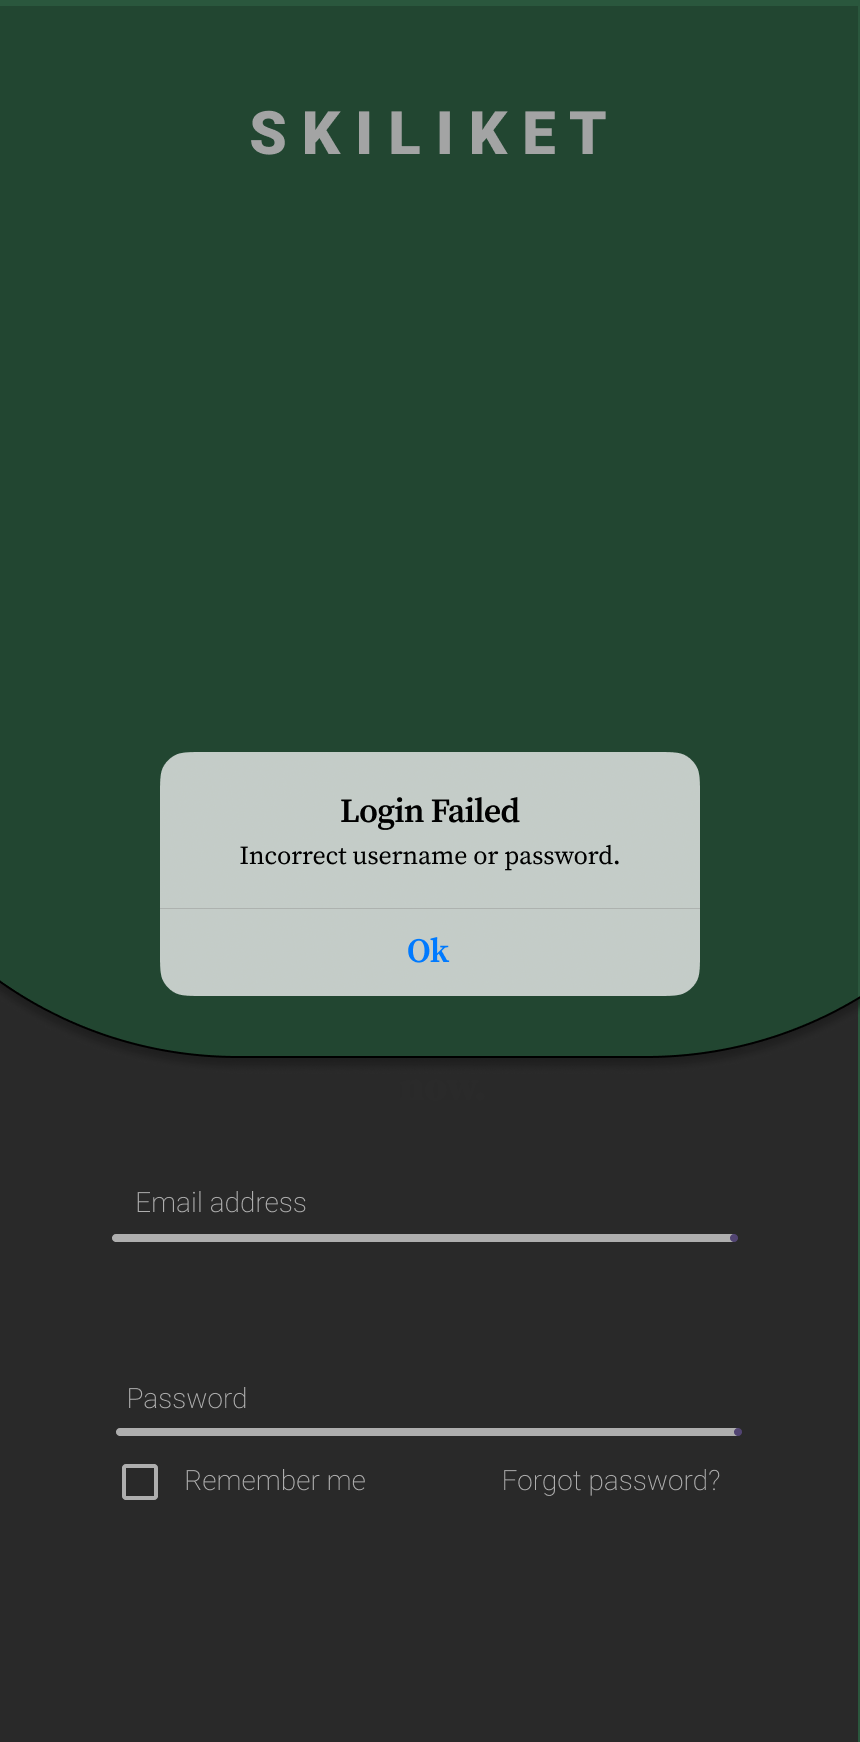 SKILIKET
Login Failed
Incorrect username or password.
Ok
Email address
Password
Remember me
Forgot password?